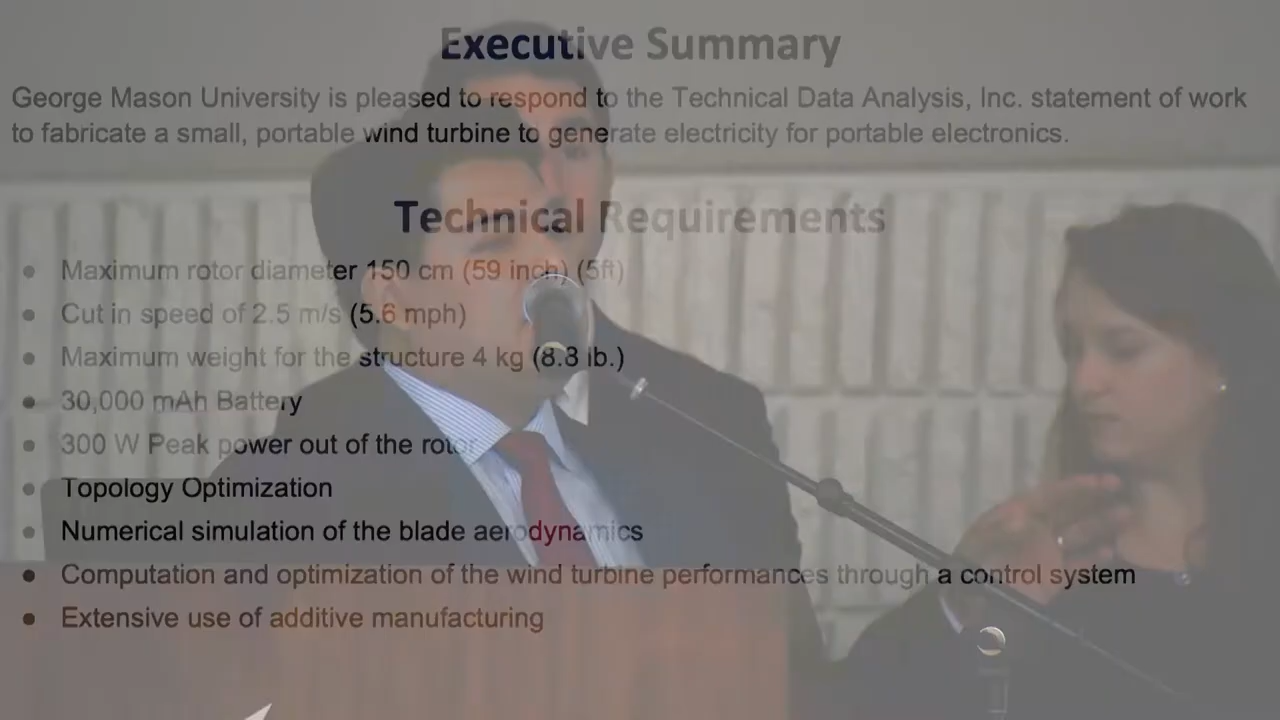 Executive Summary
George Mason University is pleased to respond to the Technical Data Analysis, Inc. statement of work
to fabricate a small, portable wind turbine to generate electricity for portable electronics.
Technical Requirements
● Maximum rotor diameter 150 cm (59 inch) (5ft)
● Cut in speed of 2.5 m/s (5.6 mph)
● Maximum weight for the structure 4 kg (8.8 lb.)
● 30,000 mAh Battery
● 300 W Peak power out of the rotor
● Topology Optimization
● Numerical simulation of the blade aerodynamics
● Computation and optimization of the wind turbine performances through a control system
● Extensive use of additive manufacturing